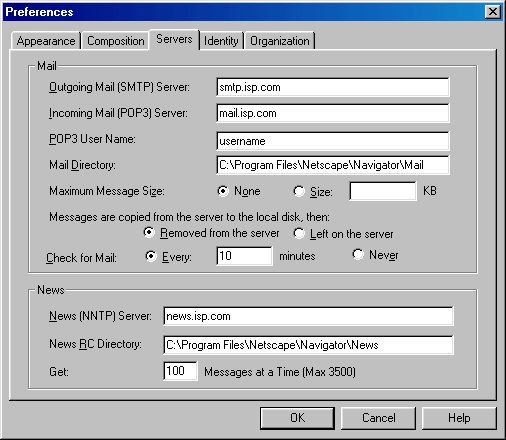 Preferences
Appearance Composition Servers Identity Organization
Mail
Outgoing Mail (SMTP) Server: smtp.isp.com
Incoming Mail (POP3) Server: mail.isp.com
POP3 User Name: username
Mail Directory: C:\Program Files\Netscape\Navigator\Mail
Maximum Message Size: None Size: KB
Messages are copied from the server to the local disk, then:
Removed from the server Left on the server
Check for Mail: Every: 10 minutes Never
News
News (NNTP) Server: news.isp.com
News RC Directory: C:\Program Files\Netscape\Navigator\News
Get: 100 Messages at a Time (Max 3500)
OK Cancel Help